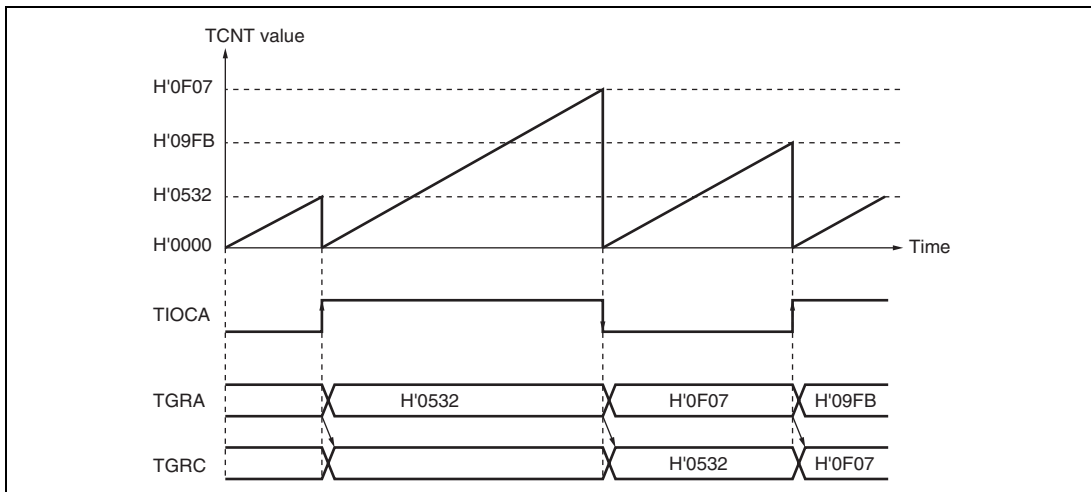 TCNT value
H'0F07
H'09FB
H'0532
H'0000
Time
TIOCA
TGRA
H'0532
H'0F07
H'09FB
TGRC
H'0532
H'0F07